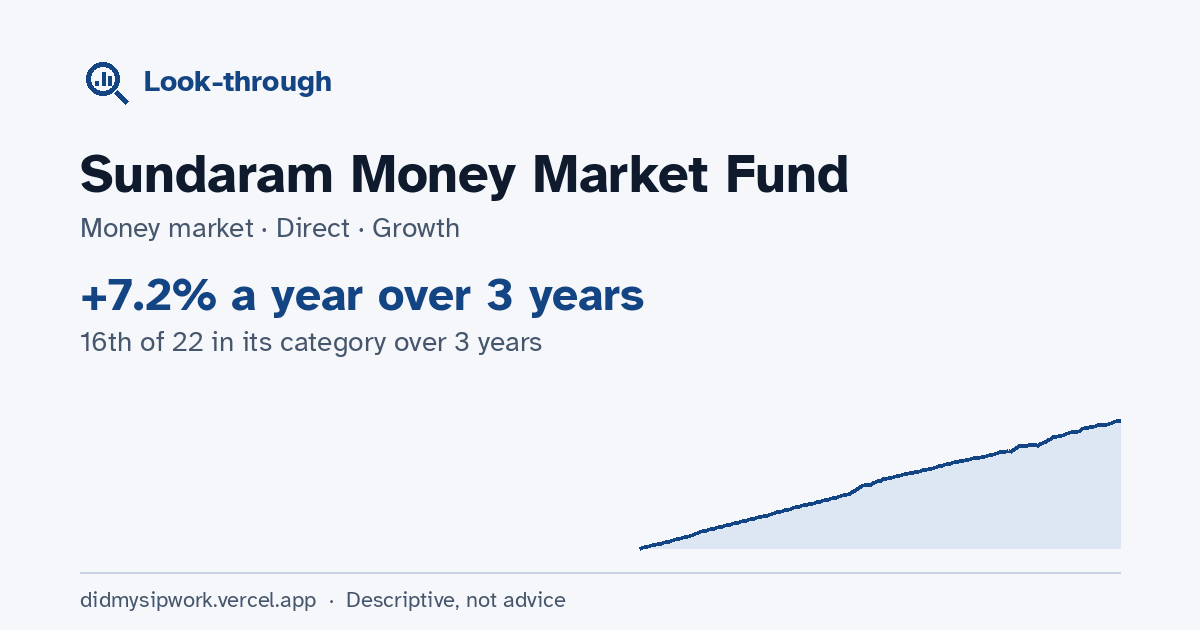 Look-through
Sundaram Money Market Fund
Money market · Direct · Growth
+7.2% a year over 3 years
16th of 22 in its category over 3 years
didmysipwork.vercel.app · Descriptive, not advice